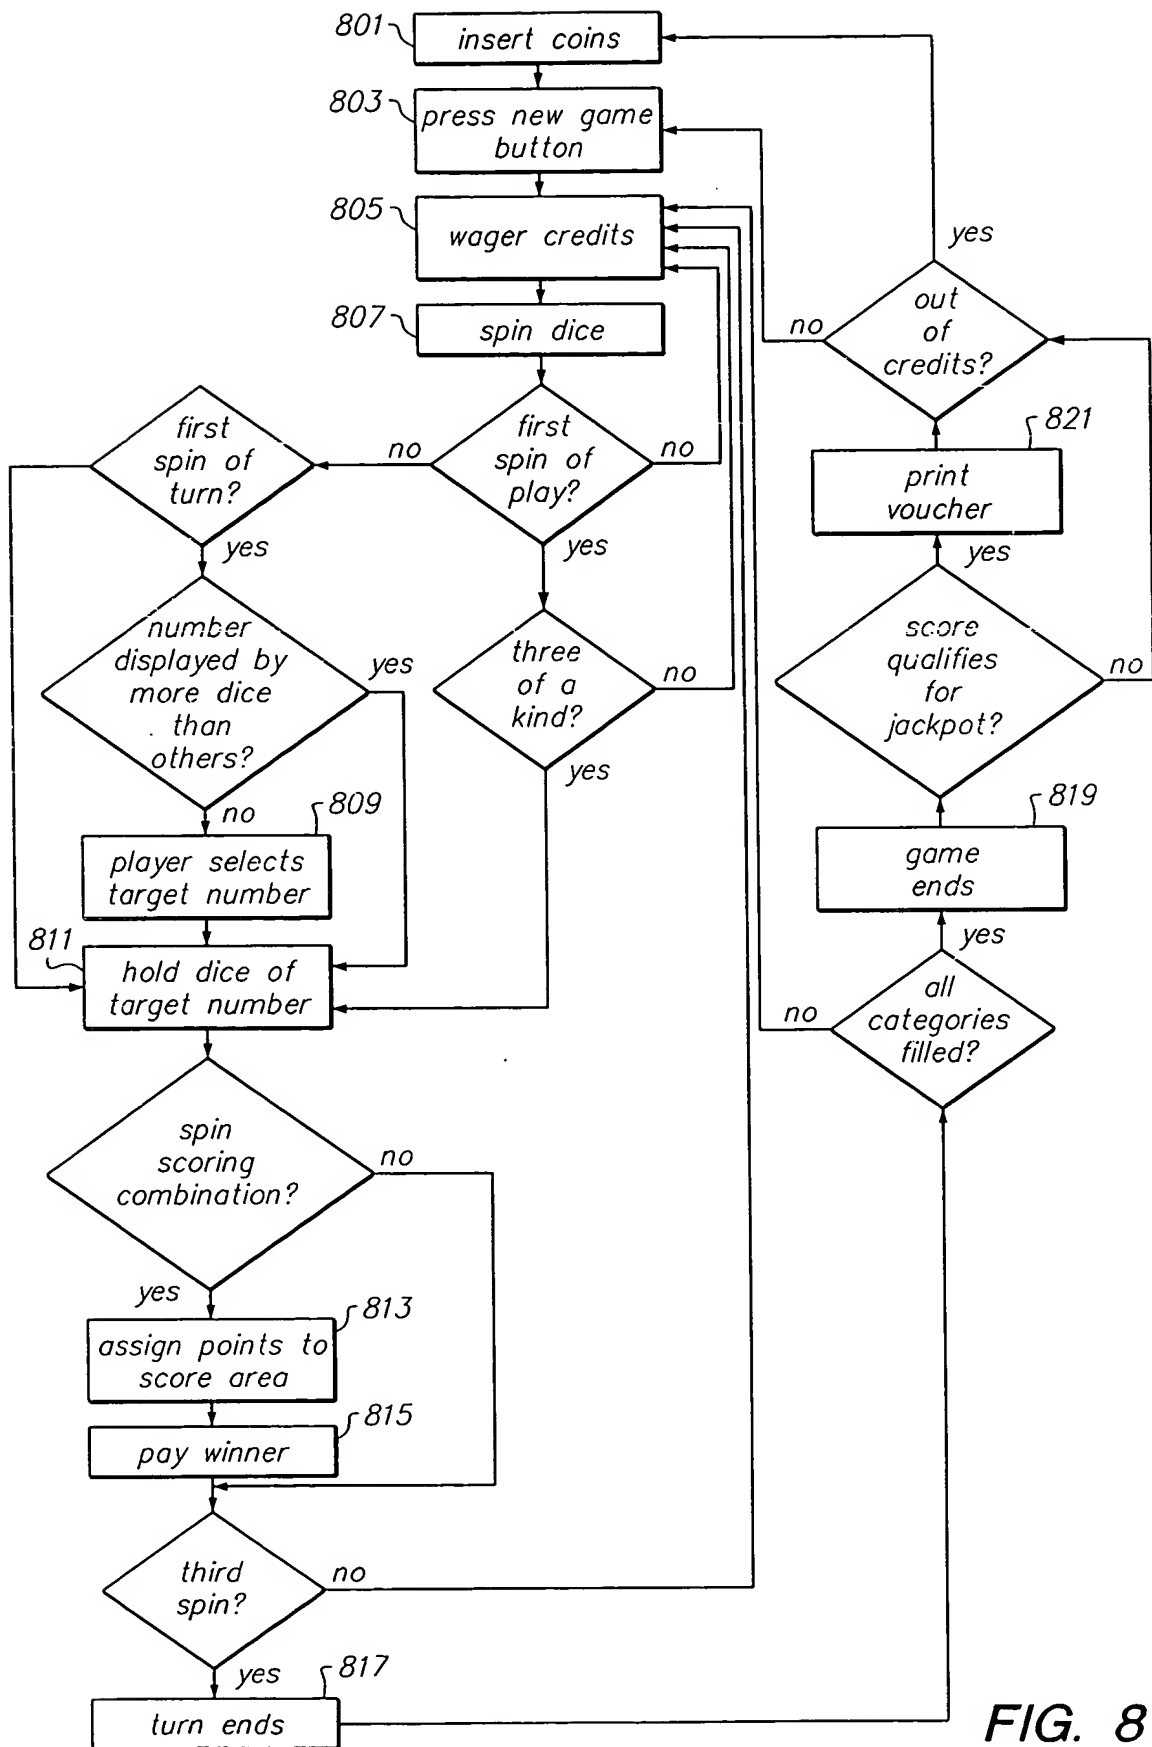 801
insert coins
803
press new game
button
805
wager credits
807
spin dice
first
spin of
play?
no
no
yes
first
spin of
turn?
yes
number
displayed by
more dice
than
others?
yes
no
three
of a
kind?
no
yes
809
player selects
target number
811
hold dice of
target number
spin
scoring
combination?
no
yes
813
assign points to
score area
815
pay winner
third
spin?
no
yes
817
turn ends
all
categories
filled?
no
yes
819
game
ends
score
qualifies
for
jackpot?
no
yes
821
print
voucher
out
of
credits?
no
yes
FIG. 8